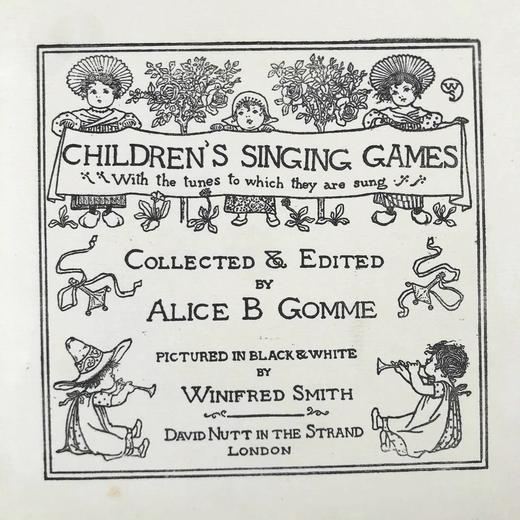 WS
CHILDREN'S SINGING GAMES
With the tunes to which they are sung
COLLECTED & EDITED
BY
ALICE B GOMME
PICTURED IN BLACK & WHITE
BY
WINIFRED SMITH
DAVID NUTT IN THE STRAND
LONDON